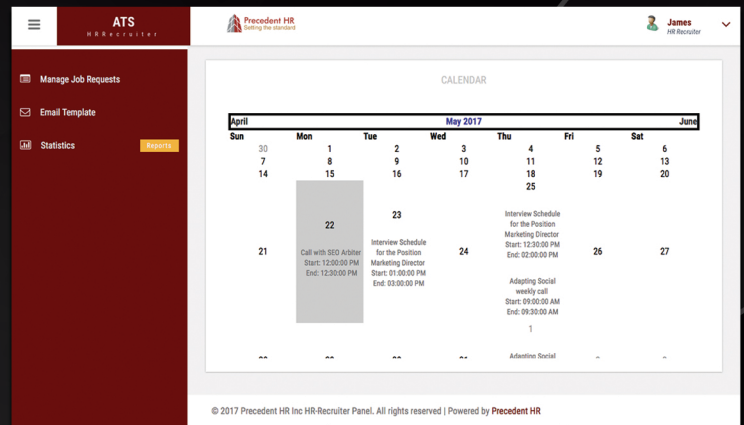 ATS
HRRecruiter
Precedent HR
Setting the standard
James
HR Recruiter
Manage Job Requests
Email Template
Statistics
Reports
CALENDAR
April May 2017 June
Sun Mon Tue Wed Thu Fri Sat
30 1 2 3 4 5 6
7 8 9 10 11 12 13
14 15 16 17 18 19 20
21
22
Call with SEO Arbiter
Start: 12:00:00 PM
End: 12:30:00 PM
23
Interview Schedule
for the Position
Marketing Director
Start: 01:00:00 PM
End: 03:00:00 PM
24
25
Interview Schedule
for the Position
Marketing Director
Start: 12:30:00 PM
End: 02:00:00 PM
Adapting Social
weekly call
Start: 09:00:00 AM
End: 09:30:00 AM
26
27
1
Adapting Social
© 2017 Precedent HR Inc HR-Recruiter Panel. All rights reserved | Powered by Precedent HR